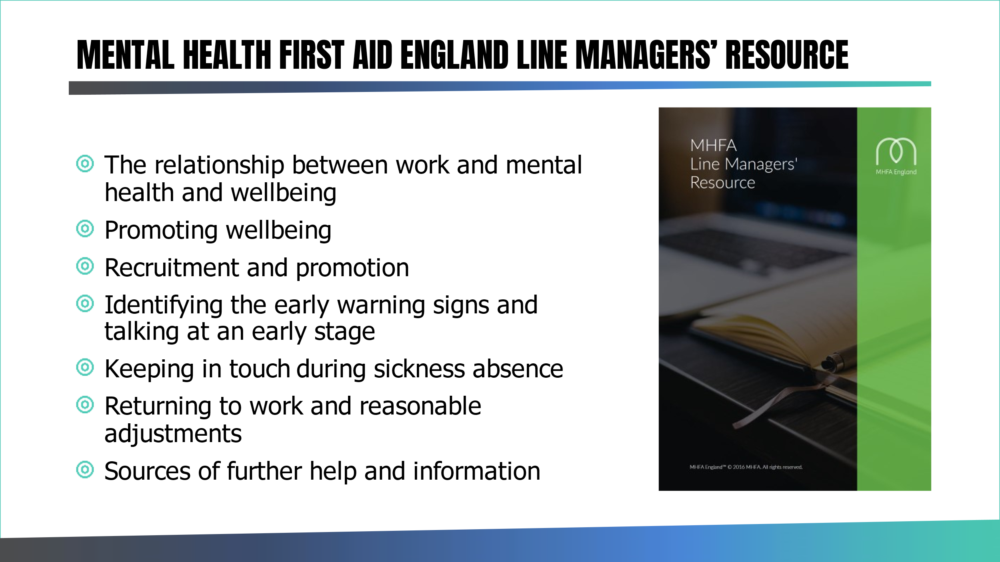 MENTAL HEALTH FIRST AID ENGLAND LINE MANAGERS’ RESOURCE
The relationship between work and mental
health and wellbeing
Promoting wellbeing
Recruitment and promotion
Identifying the early warning signs and
talking at an early stage
Keeping in touch during sickness absence
Returning to work and reasonable
adjustments
Sources of further help and information
MHFA
Line Managers'
Resource
MHFA England
MHFA England™ © 2016 MHFA. All rights reserved.